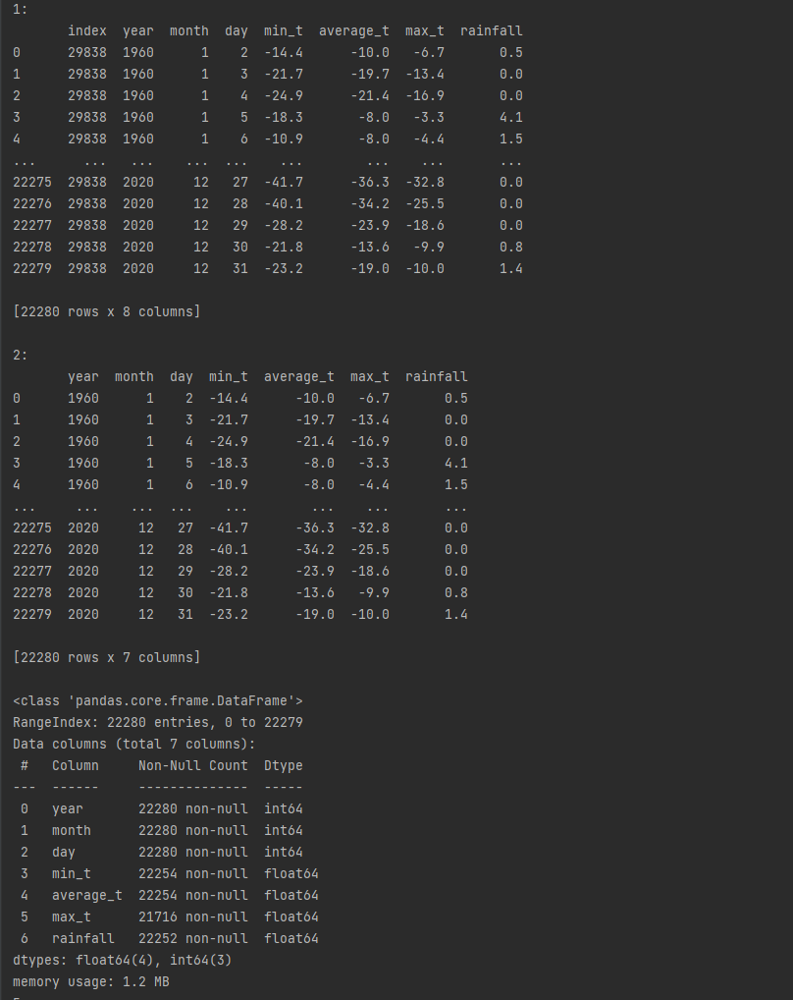 1:
       index  year  month  day  min_t  average_t  max_t  rainfall
0      29838  1960      1    2  -14.4      -10.0   -6.7       0.5
1      29838  1960      1    3  -21.7      -19.7  -13.4       0.0
2      29838  1960      1    4  -24.9      -21.4  -16.9       0.0
3      29838  1960      1    5  -18.3       -8.0   -3.3       4.1
4      29838  1960      1    6  -10.9       -8.0   -4.4       1.5
...      ...   ...    ...  ...    ...        ...    ...       ...
22275  29838  2020     12   27  -41.7      -36.3  -32.8       0.0
22276  29838  2020     12   28  -40.1      -34.2  -25.5       0.0
22277  29838  2020     12   29  -28.2      -23.9  -18.6       0.0
22278  29838  2020     12   30  -21.8      -13.6   -9.9       0.8
22279  29838  2020     12   31  -23.2      -19.0  -10.0       1.4
[22280 rows x 8 columns]
2:
       year  month  day  min_t  average_t  max_t  rainfall
0      1960      1    2  -14.4      -10.0   -6.7       0.5
1      1960      1    3  -21.7      -19.7  -13.4       0.0
2      1960      1    4  -24.9      -21.4  -16.9       0.0
3      1960      1    5  -18.3       -8.0   -3.3       4.1
4      1960      1    6  -10.9       -8.0   -4.4       1.5
...     ...    ...  ...    ...        ...    ...       ...
22275  2020     12   27  -41.7      -36.3  -32.8       0.0
22276  2020     12   28  -40.1      -34.2  -25.5       0.0
22277  2020     12   29  -28.2      -23.9  -18.6       0.0
22278  2020     12   30  -21.8      -13.6   -9.9       0.8
22279  2020     12   31  -23.2      -19.0  -10.0       1.4
[22280 rows x 7 columns]
<class 'pandas.core.frame.DataFrame'>
RangeIndex: 22280 entries, 0 to 22279
Data columns (total 7 columns):
 #   Column     Non-Null Count  Dtype
---  ------     --------------  -----
 0   year       22280 non-null  int64
 1   month      22280 non-null  int64
 2   day        22280 non-null  int64
 3   min_t      22254 non-null  float64
 4   average_t  22254 non-null  float64
 5   max_t      21716 non-null  float64
 6   rainfall   22252 non-null  float64
dtypes: float64(4), int64(3)
memory usage: 1.2 MB